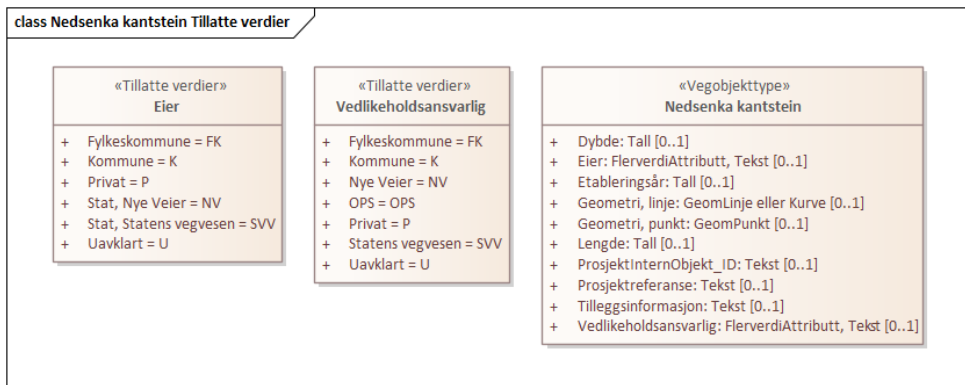 class Nedsenka kantstein Tillatte verdier
«Tillatte verdier»
Eier
+ Fylkeskommune = FK
+ Kommune = K
+ Privat = P
+ Stat, Nye Veier = NV
+ Stat, Statens vegvesen = SVV
+ Uavklart = U
«Tillatte verdier»
Vedlikeholdsansvarlig
+ Fylkeskommune = FK
+ Kommune = K
+ Nye Veier = NV
+ OPS = OPS
+ Privat = P
+ Statens vegvesen = SVV
+ Uavklart = U
«Vegobjekttype»
Nedsenka kantstein
+ Dybde: Tall [0..1]
+ Eier: FlerverdiAttributt, Tekst [0..1]
+ Etableringsår: Tall [0..1]
+ Geometri, linje: GeomLinje eller Kurve [0..1]
+ Geometri, punkt: GeomPunkt [0..1]
+ Lengde: Tall [0..1]
+ ProsjektInternObjekt_ID: Tekst [0..1]
+ Prosjektreferanse: Tekst [0..1]
+ Tilleggsinformasjon: Tekst [0..1]
+ Vedlikeholdsansvarlig: FlerverdiAttributt, Tekst [0..1]